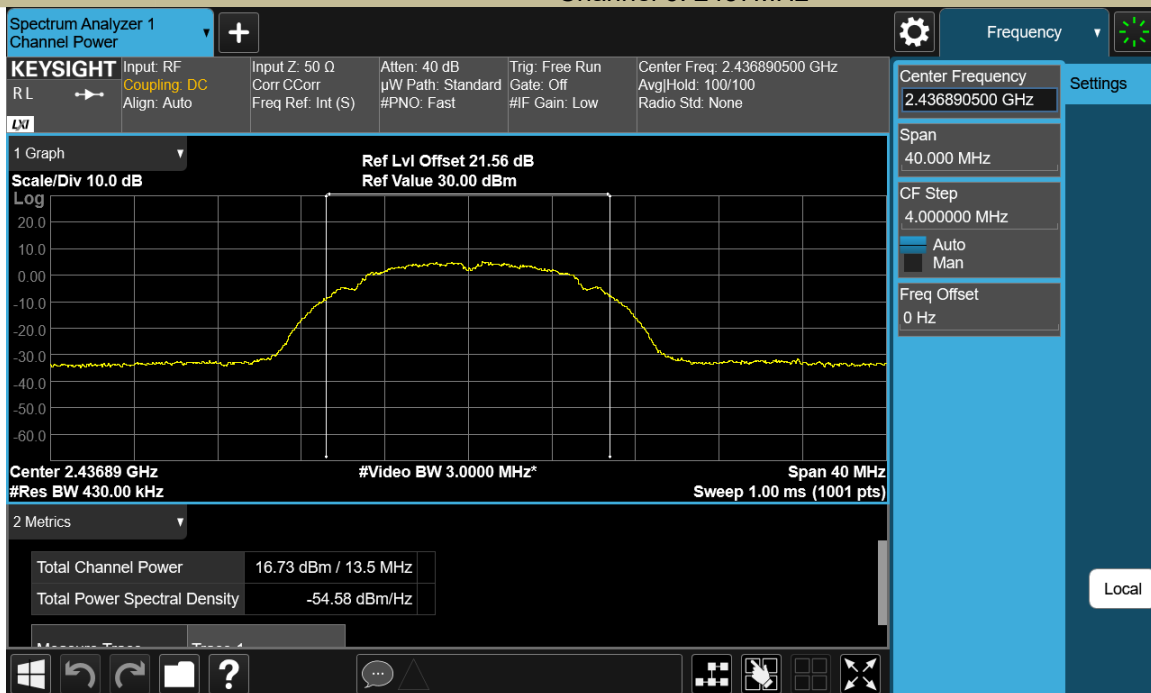 Spectrum Analyzer 1
Channel Power
+
Frequency
KEYSIGHT
R L
LXI
Input: RF
Coupling: DC
Align: Auto
Input Z: 50 Ω
Corr CCorr
Freq Ref: Int (S)
Atten: 40 dB
µW Path: Standard
#PNO: Fast
Trig: Free Run
Gate: Off
#IF Gain: Low
Center Freq: 2.436890500 GHz
Avg|Hold: 100/100
Radio Std: None
Center Frequency
2.436890500 GHz
Settings
Span
40.000 MHz
CF Step
4.000000 MHz
Auto
Man
Freq Offset
0 Hz
Local
1 Graph
Scale/Div 10.0 dB
Ref Lvl Offset 21.56 dB
Ref Value 30.00 dBm
Log
20.0
10.0
0.00
-10.0
-20.0
-30.0
-40.0
-50.0
-60.0
Center 2.43689 GHz
#Video BW 3.0000 MHz*
Span 40 MHz
#Res BW 430.00 kHz
Sweep 1.00 ms (1001 pts)
2 Metrics
Total Channel Power 16.73 dBm / 13.5 MHz
Total Power Spectral Density -54.58 dBm/Hz
?